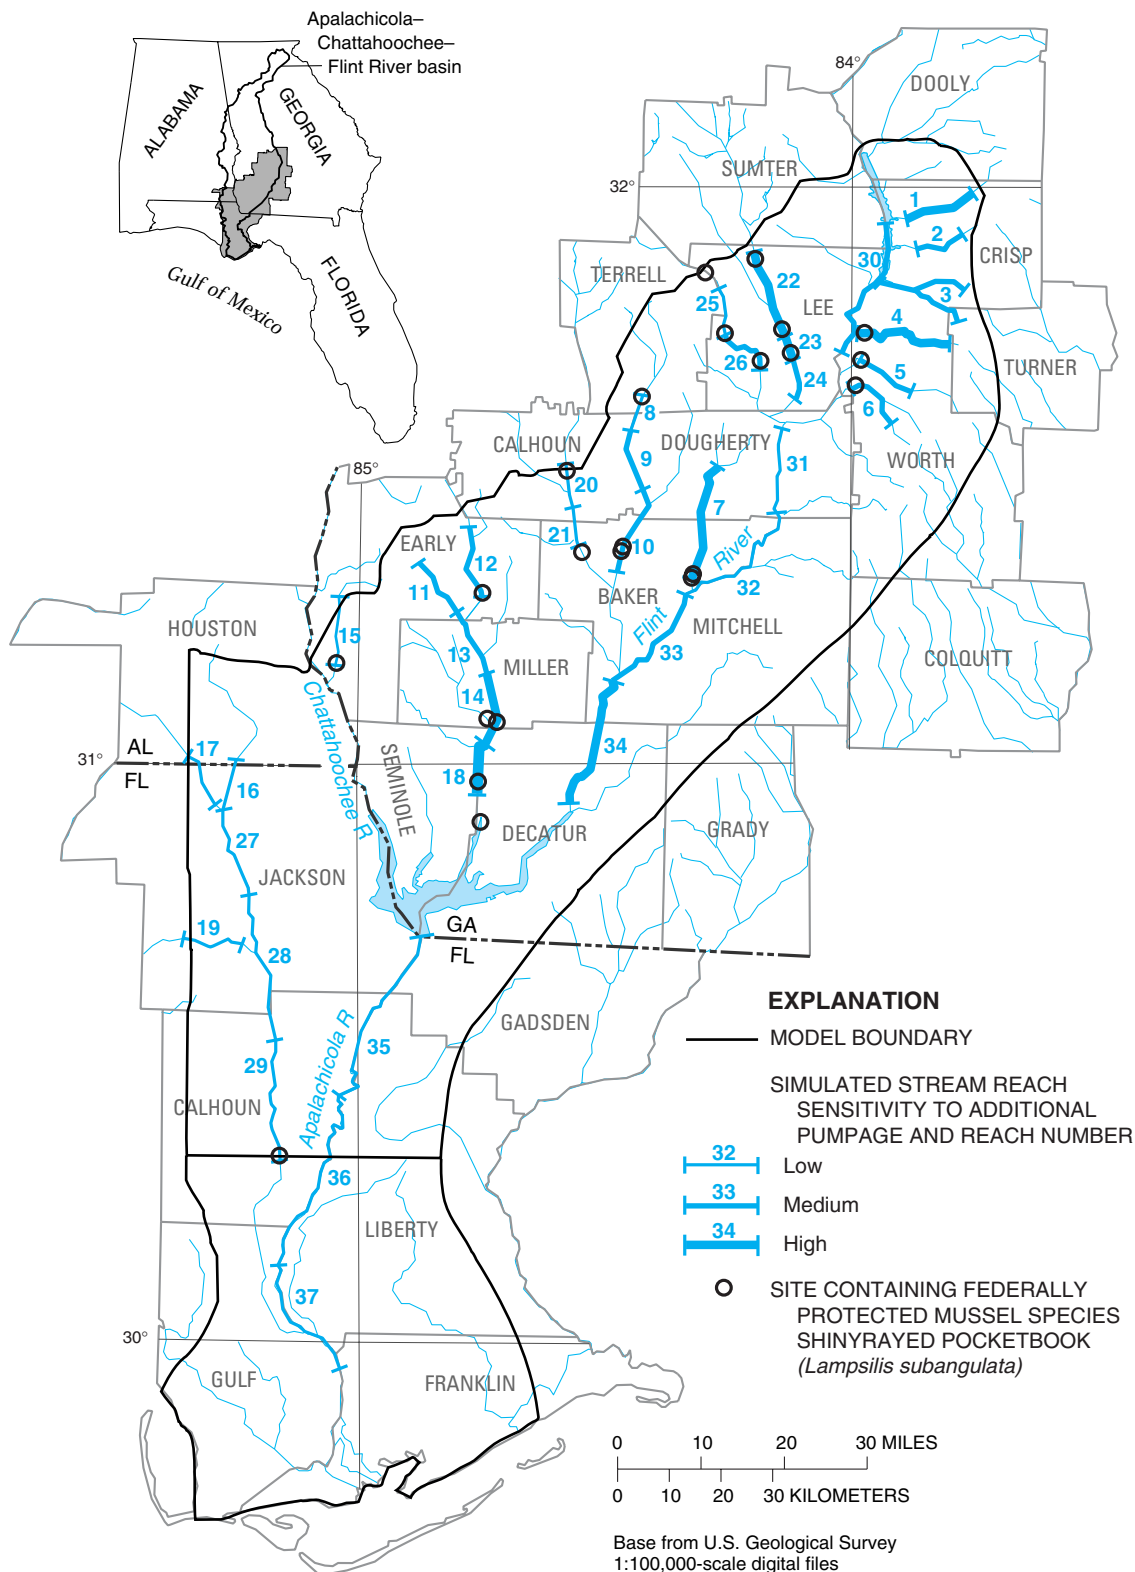 Apalachicola–
Chattahoochee–
Flint River basin
ALABAMA
GEORGIA
FLORIDA
Gulf of Mexico
84°
DOOLY
SUMTER
32°
1
2
CRISP
30
3
TERRELL
22
LEE
25
4
23
26
24
5
TURNER
6
8
CALHOUN
DOUGHERTY
85°
9
31
WORTH
20
7
EARLY
21
10
12
River
11
BAKER
32
HOUSTON
Flint
MITCHELL
15
13
33
MILLER
COLQUITT
14
Chattahoochee R
17
AL
31°
FL
SEMINOLE
34
16
18
27
DECATUR
GRADY
JACKSON
19
GA
FL
28
EXPLANATION
GADSDEN
MODEL BOUNDARY
35
29
Apalachicola R
CALHOUN
SIMULATED STREAM REACH
SENSITIVITY TO ADDITIONAL
PUMPAGE AND REACH NUMBER
32
Low
36
33
Medium
LIBERTY
34
High
37
SITE CONTAINING FEDERALLY
PROTECTED MUSSEL SPECIES
SHINYRAYED POCKETBOOK
(Lampsilis subangulata)
30°
GULF
FRANKLIN
0 10 20 30 MILES
0 10 20 30 KILOMETERS
Base from U.S. Geological Survey
1:100,000-scale digital files